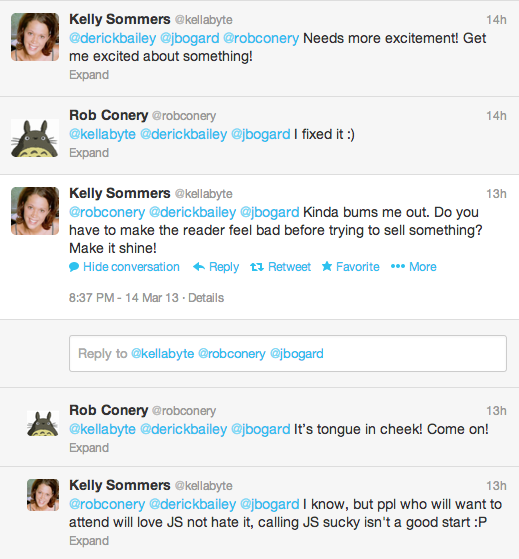 Kelly Sommers @kellabyte 14h
@derickbailey @jbogard @robconery Needs more excitement! Get
me excited about something!
Expand
Rob Conery @robconery 14h
@kellabyte @derickbailey @jbogard I fixed it :)
Expand
Kelly Sommers @kellabyte 13h
@robconery @derickbailey @jbogard Kinda bums me out. Do you
have to make the reader feel bad before trying to sell something?
Make it shine!
Hide conversation Reply Retweet Favorite More
8:37 PM - 14 Mar 13 · Details
Reply to @kellabyte @robconery @jbogard
Rob Conery @robconery 13h
@kellabyte @derickbailey @jbogard It's tongue in cheek! Come on!
Expand
Kelly Sommers @kellabyte 13h
@robconery @derickbailey @jbogard I know, but ppl who will want to
attend will love JS not hate it, calling JS sucky isn't a good start :P
Expand